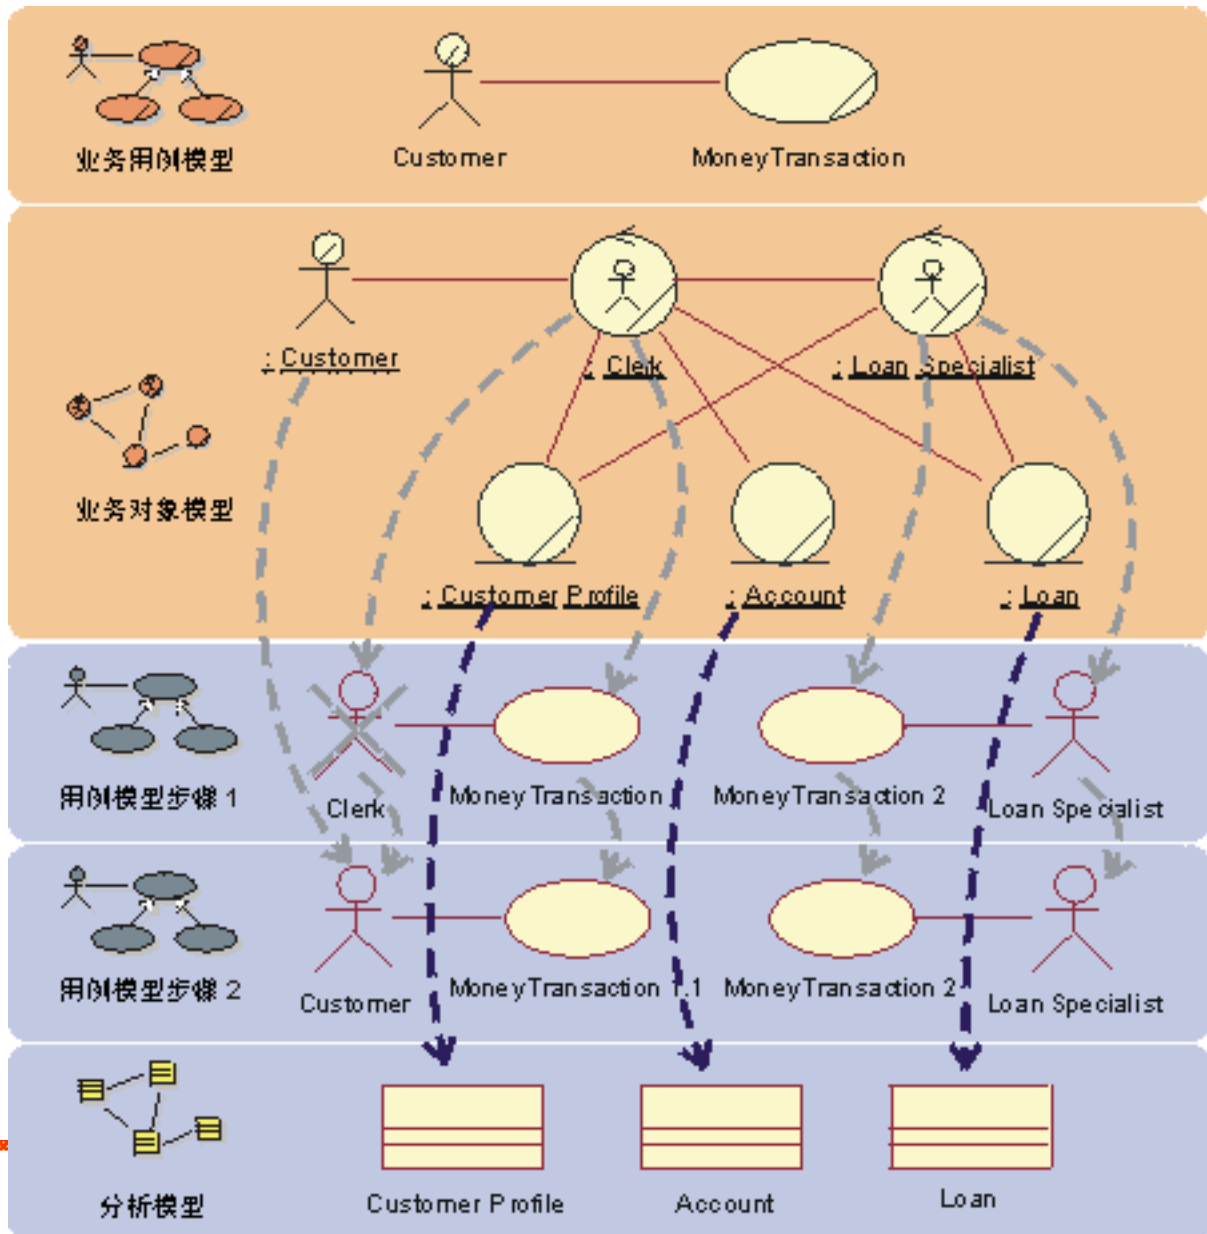 业务用例模型
Customer
MoneyTransaction
: Customer
: Clerk
: Loan Specialist
业务对象模型
: Customer Profile
: Account
: Loan
用例模型步骤 1
Clerk
MoneyTransaction
MoneyTransaction 2
Loan Specialist
用例模型步骤 2
Customer
MoneyTransaction 1.1
MoneyTransaction 2
Loan Specialist
分析模型
Customer Profile
Account
Loan